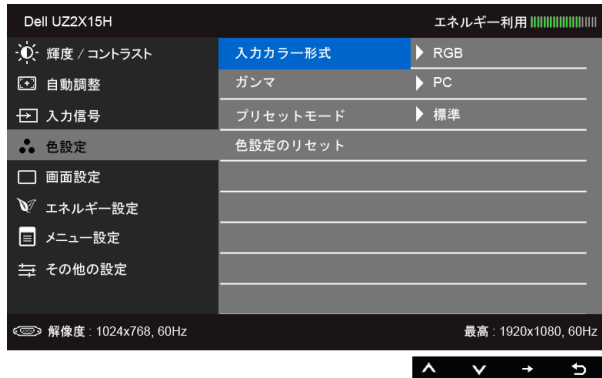 Dell UZ2X15H
エネルギー利用
輝度 / コントラスト
入力カラー形式
RGB
自動調整
ガンマ
PC
入力信号
プリセットモード
標準
色設定
色設定のリセット
画面設定
エネルギー設定
メニュー設定
その他の設定
解像度 : 1024x768, 60Hz
最高 : 1920x1080, 60Hz